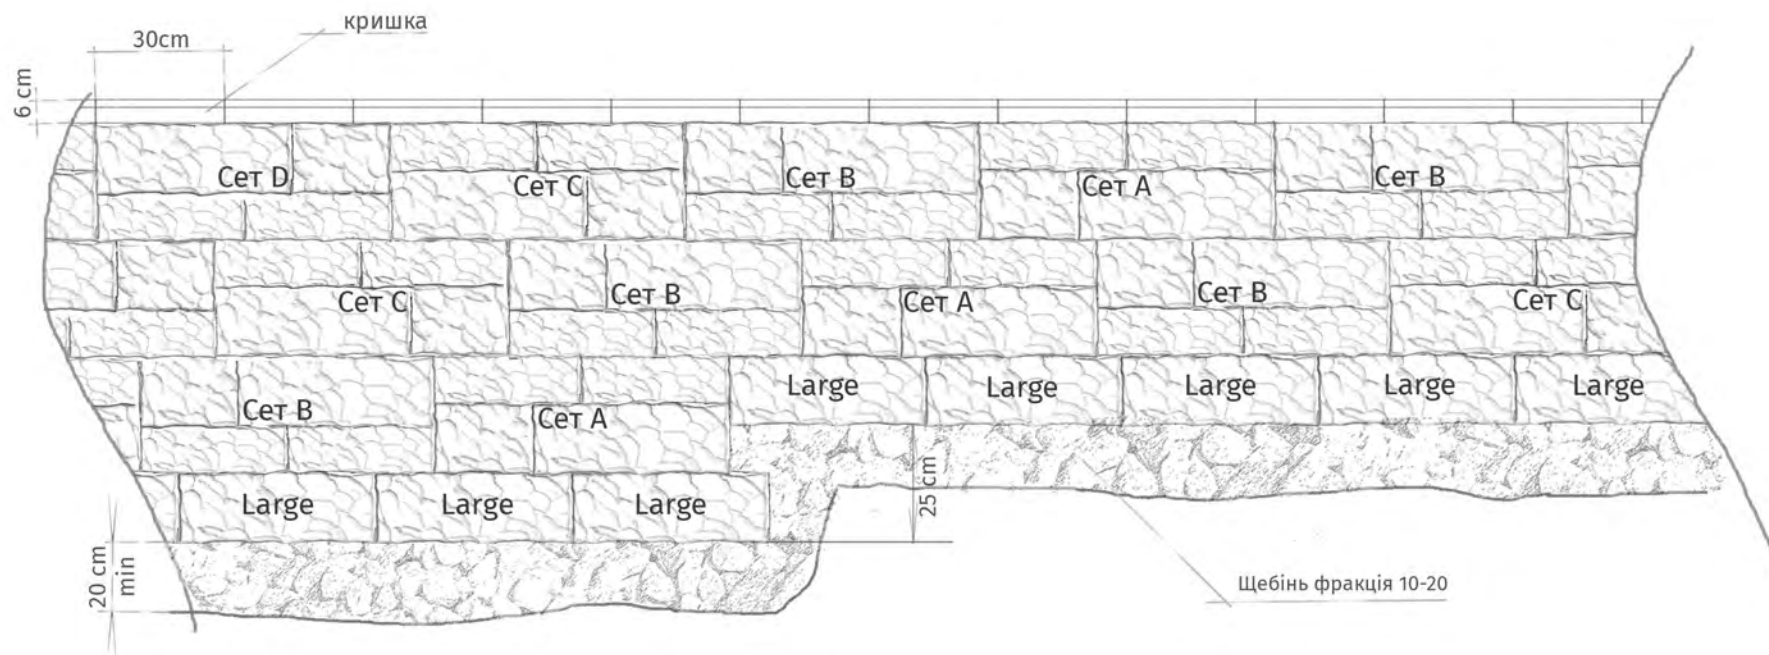 кришка
30cm
6 cm
Сет D
Сет C
Сет B
Сет A
Сет B
Сет C
Сет B
Сет A
Сет B
Сет C
Сет B
Сет A
Large
Large
Large
Large
Large
Large
Large
Large
25 cm
20 cm
min
Щебінь фракція 10-20